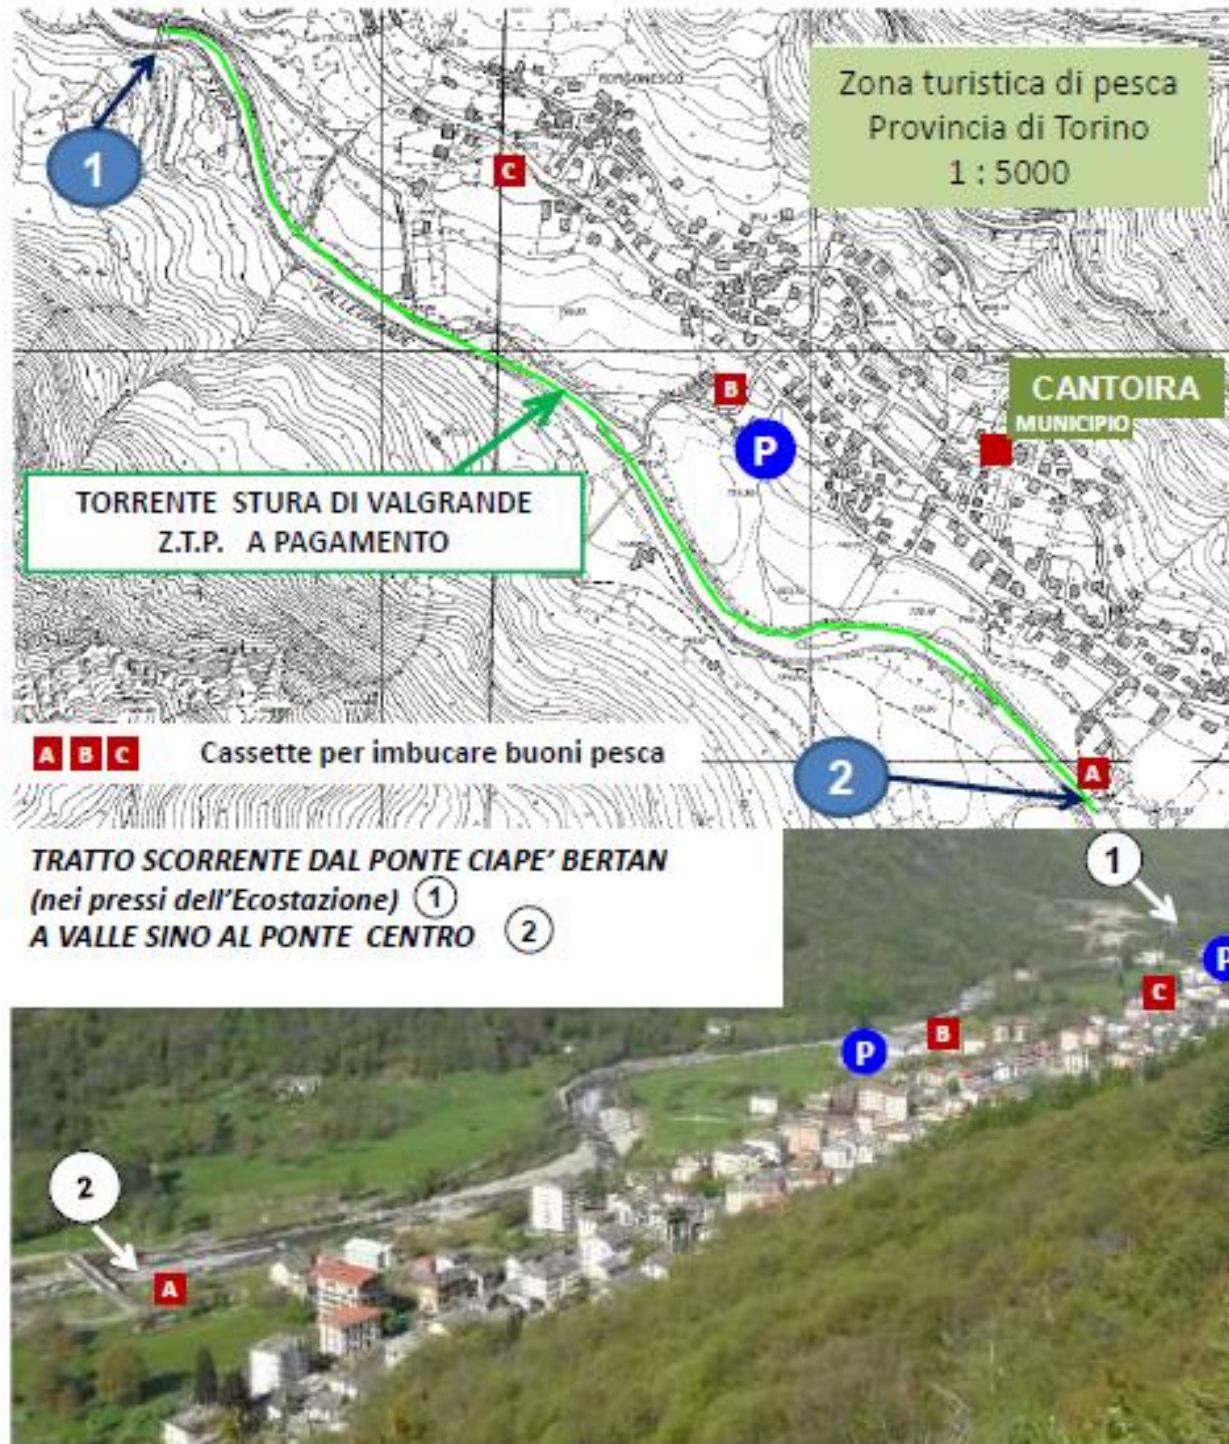 Zona turistica di pesca
Provincia di Torino
1 : 5000
BORGONESCO
1
C
B
CANTOIRA
MUNICIPIO
P
TORRENTE STURA DI VALGRANDE
Z.T.P. A PAGAMENTO
A B C Cassette per imbucare buoni pesca
2
A
TRATTO SCORRENTE DAL PONTE CIAPE' BERTAN
(nei pressi dell'Ecostazione) 1
A VALLE SINO AL PONTE CENTRO 2
1
P
C
B
P
2
A